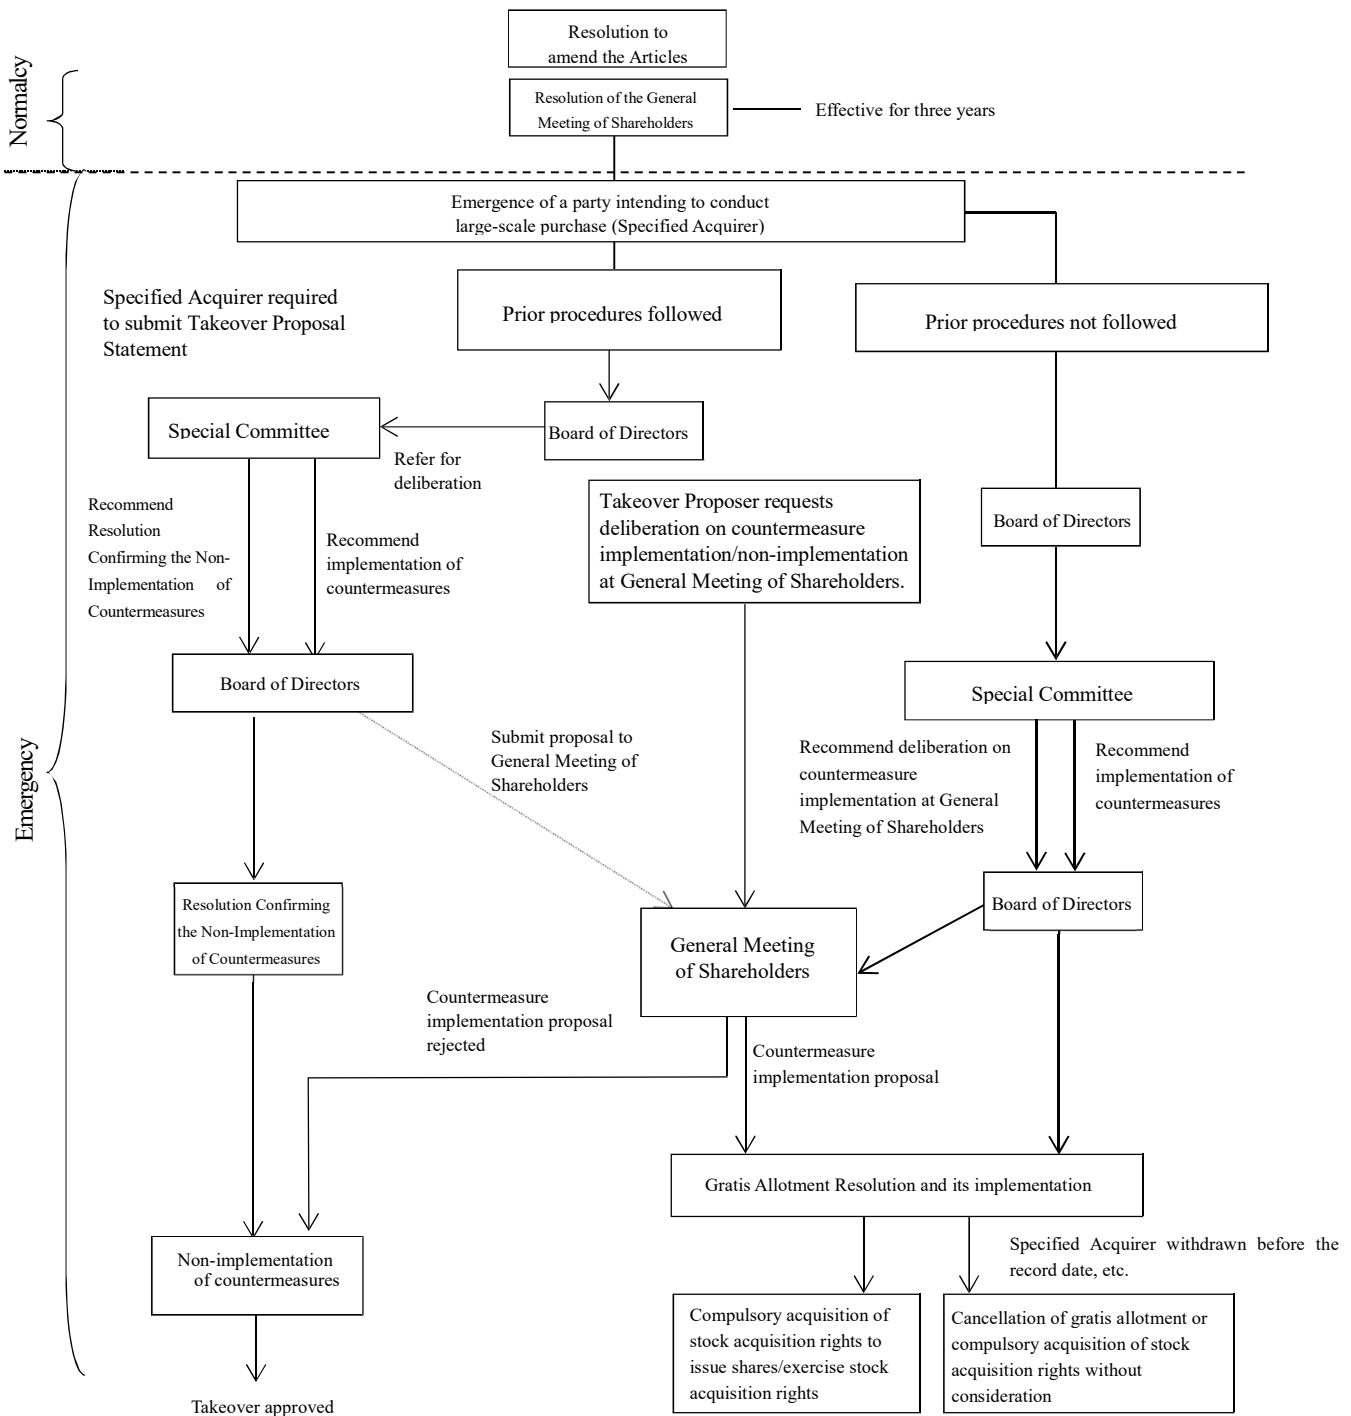 Resolution to
amend the Articles
Normalcy
Resolution of the General
Meeting of Shareholders
Effective for three years
Emergence of a party intending to conduct
large-scale purchase (Specified Acquirer)
Specified Acquirer required
to submit Takeover Proposal
Statement
Prior procedures followed
Prior procedures not followed
Special Committee
Board of Directors
Refer for
deliberation
Recommend
Resolution
Confirming the Non-
Implementation of
Countermeasures
Recommend
implementation of
countermeasures
Takeover Proposer requests
deliberation on countermeasure
implementation/non-implementation
at General Meeting of Shareholders.
Board of Directors
Board of Directors
Special Committee
Emergency
Submit proposal to
General Meeting of
Shareholders
Recommend deliberation on
countermeasure
implementation at General
Meeting of Shareholders
Recommend
implementation of
countermeasures
Resolution Confirming
the Non-Implementation
of Countermeasures
General Meeting
of Shareholders
Board of Directors
Countermeasure
implementation proposal
rejected
Countermeasure
implementation proposal
Gratis Allotment Resolution and its implementation
Non-implementation
of countermeasures
Specified Acquirer withdrawn before the
record date, etc.
Compulsory acquisition of
stock acquisition rights to
issue shares/exercise stock
acquisition rights
Cancellation of gratis allotment or
compulsory acquisition of stock
acquisition rights without
consideration
Takeover approved